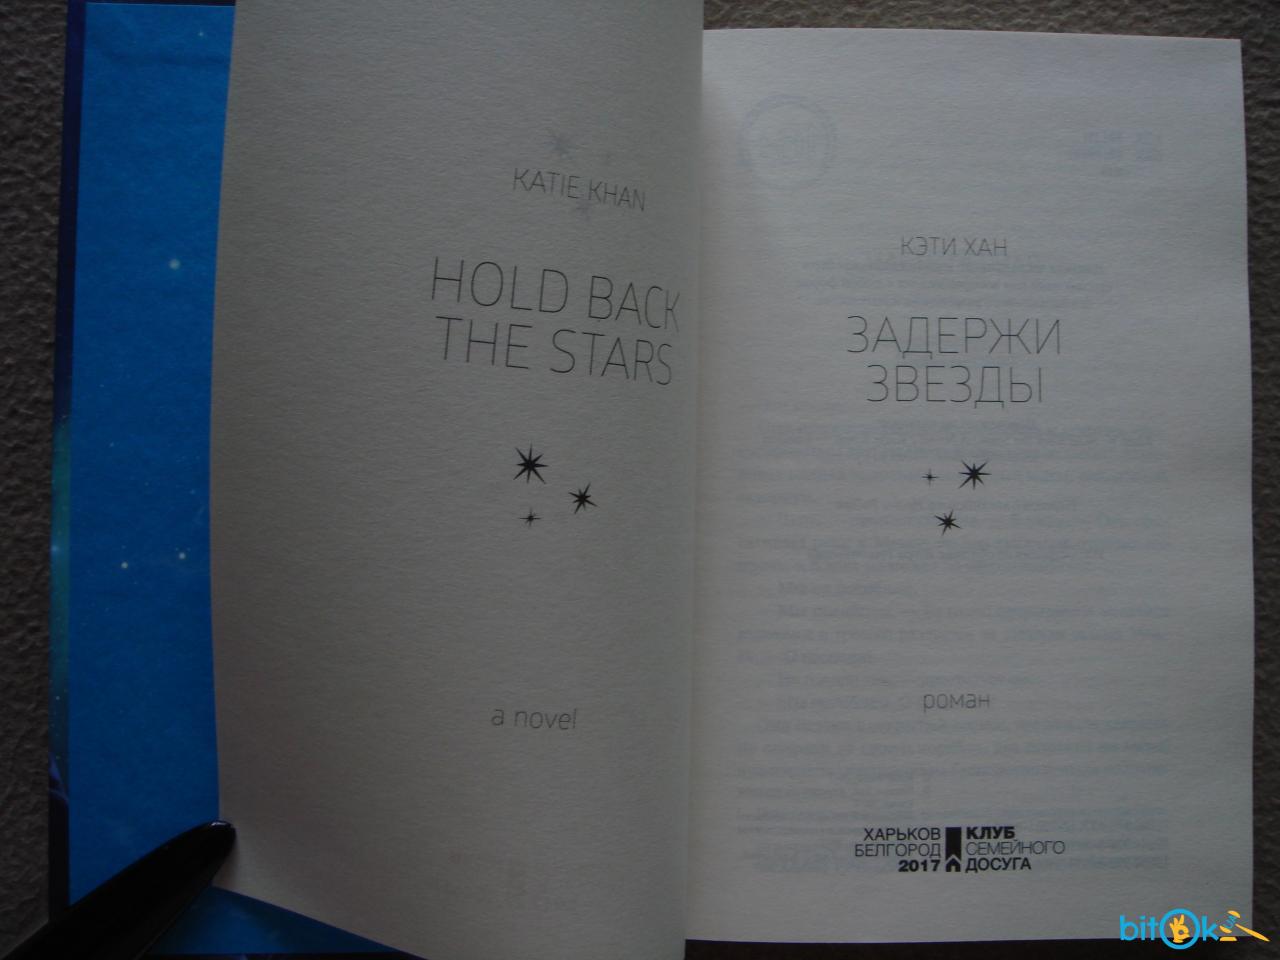 KATIE KHAN
HOLD BACK
THE STARS
a novel
КЭТИ ХАН
ЗАДЕРЖИ
ЗВЕЗДЫ
роман
ХАРЬКОВ
БЕЛГОРОД
2017
КЛУБ
СЕМЕЙНОГО
ДОСУГА
bitOk